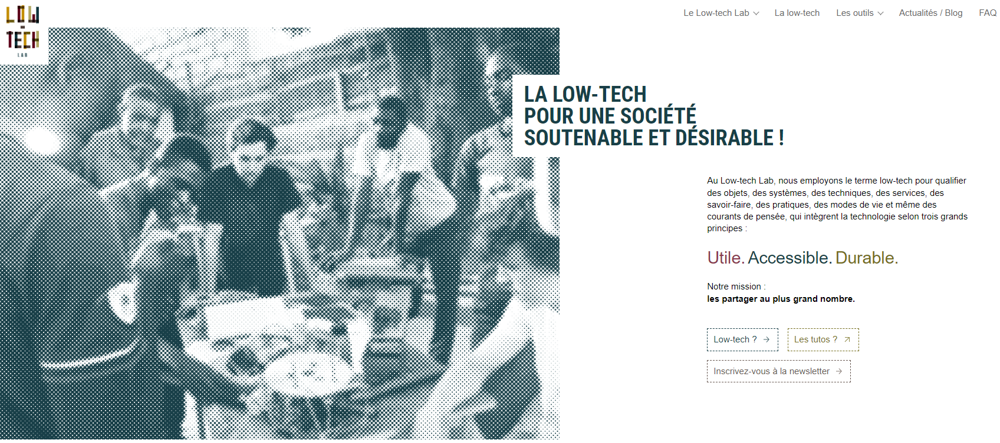 LOW
-
TECH
LAB
Le Low-tech Lab
La low-tech
Les outils
Actualités / Blog
FAQ
LA LOW-TECH
POUR UNE SOCIÉTÉ
SOUTENABLE ET DÉSIRABLE !
Au Low-tech Lab, nous employons le terme low-tech pour qualifier
des objets, des systèmes, des techniques, des services, des
savoir-faire, des pratiques, des modes de vie et même des
courants de pensée, qui intègrent la technologie selon trois grands
principes :
Utile. Accessible. Durable.
Notre mission :
les partager au plus grand nombre.
Low-tech ? →
Les tutos ? ↗
Inscrivez-vous à la newsletter →